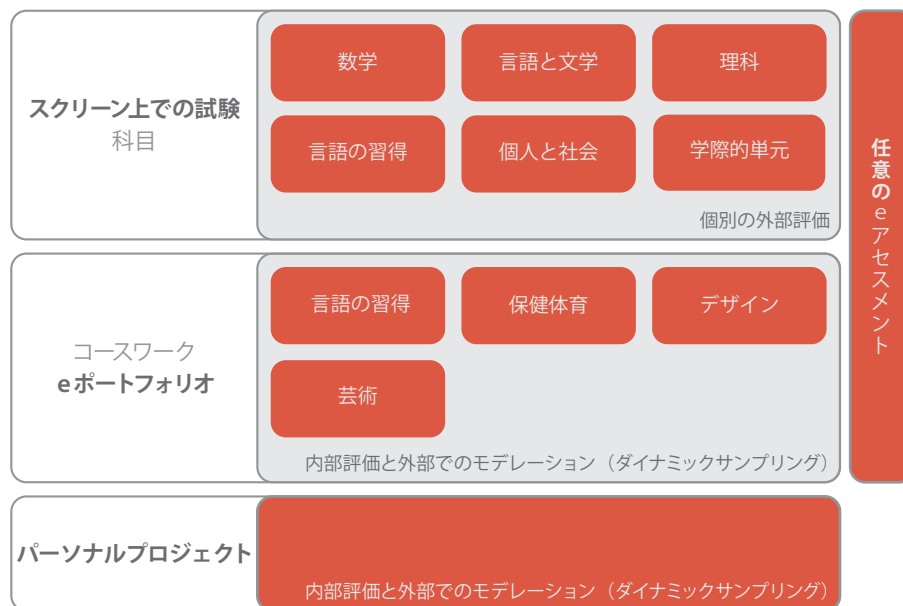 スクリーン上での試験
科目
数学
言語と文学
理科
言語の習得
個人と社会
学際的単元
個別の外部評価
コースワーク
eポートフォリオ
言語の習得
保健体育
デザイン
芸術
内部評価と外部でのモデレーション（ダイナミックサンプリング）
パーソナルプロジェクト
内部評価と外部でのモデレーション（ダイナミックサンプリング）
任意のeアセスメント